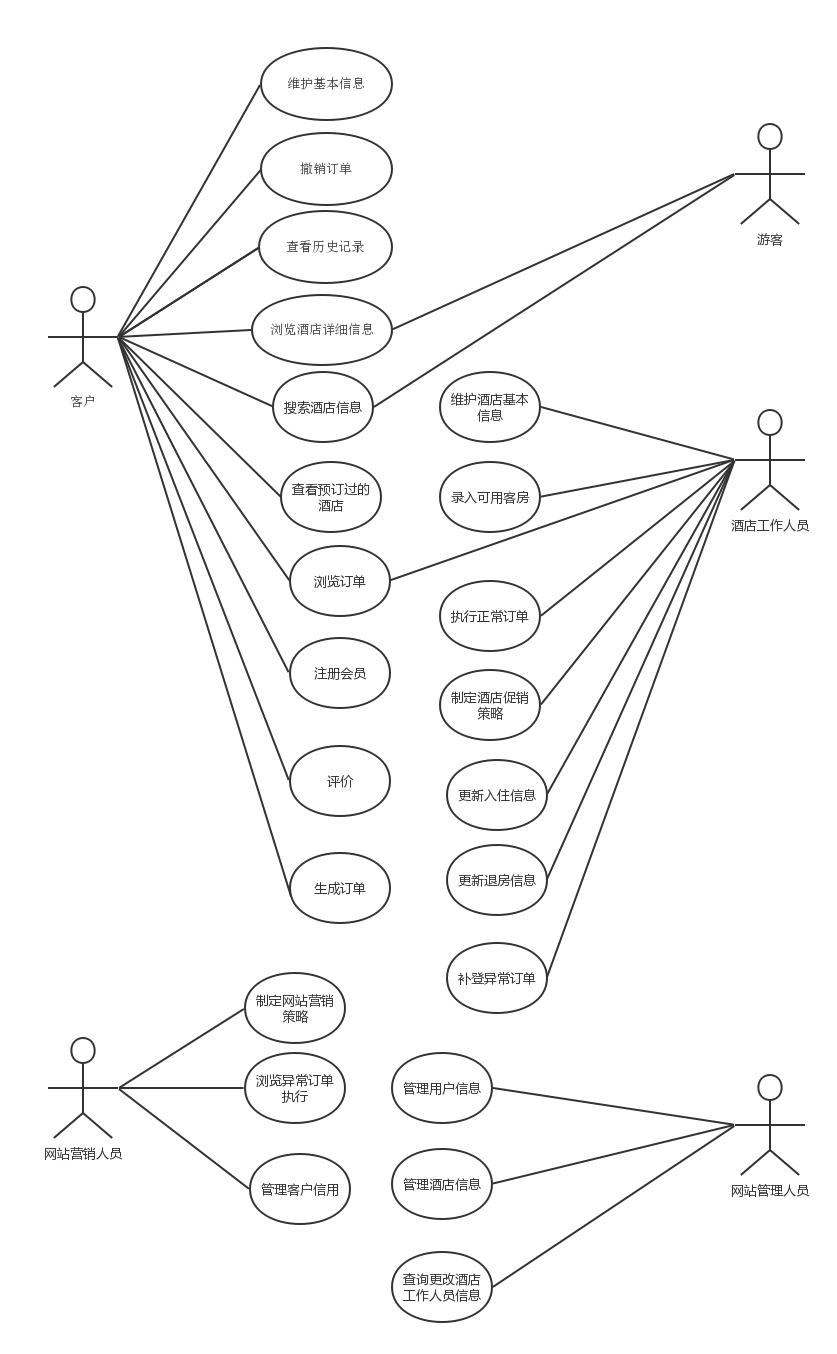 维护基本信息
撤销订单
游客
查看历史记录
浏览酒店详细信息
客户
搜索酒店信息
维护酒店基本
信息
查看预订过的
酒店
录入可用客房
酒店工作人员
浏览订单
执行正常订单
注册会员
制定酒店促销
策略
评价
更新入住信息
生成订单
更新退房信息
补登异常订单
制定网站营销
策略
浏览异常订单
执行
管理用户信息
网站营销人员
管理客户信用
管理酒店信息
网站管理人员
查询更改酒店
工作人员信息